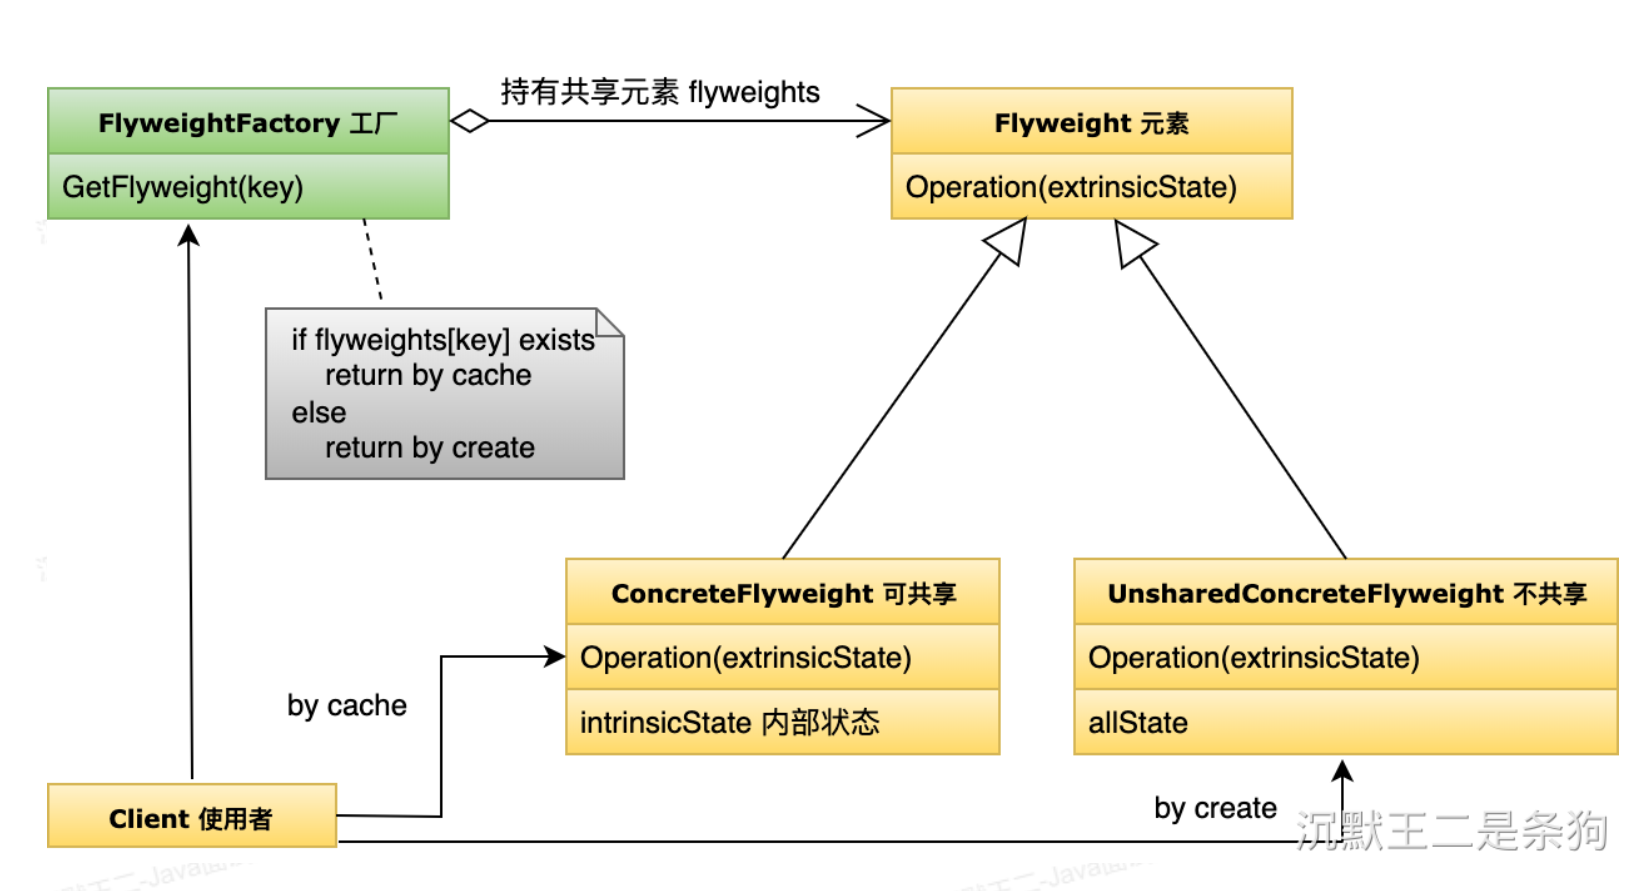 持有共享元素 flyweights
FlyweightFactory 工厂
GetFlyweight(key)
Flyweight 元素
Operation(extrinsicState)
if flyweights[key] exists
return by cache
else
return by create
ConcreteFlyweight 可共享
Operation(extrinsicState)
intrinsicState 内部状态
UnsharedConcreteFlyweight 不共享
Operation(extrinsicState)
allState
by cache
Client 使用者
by create
沉默王二是条狗